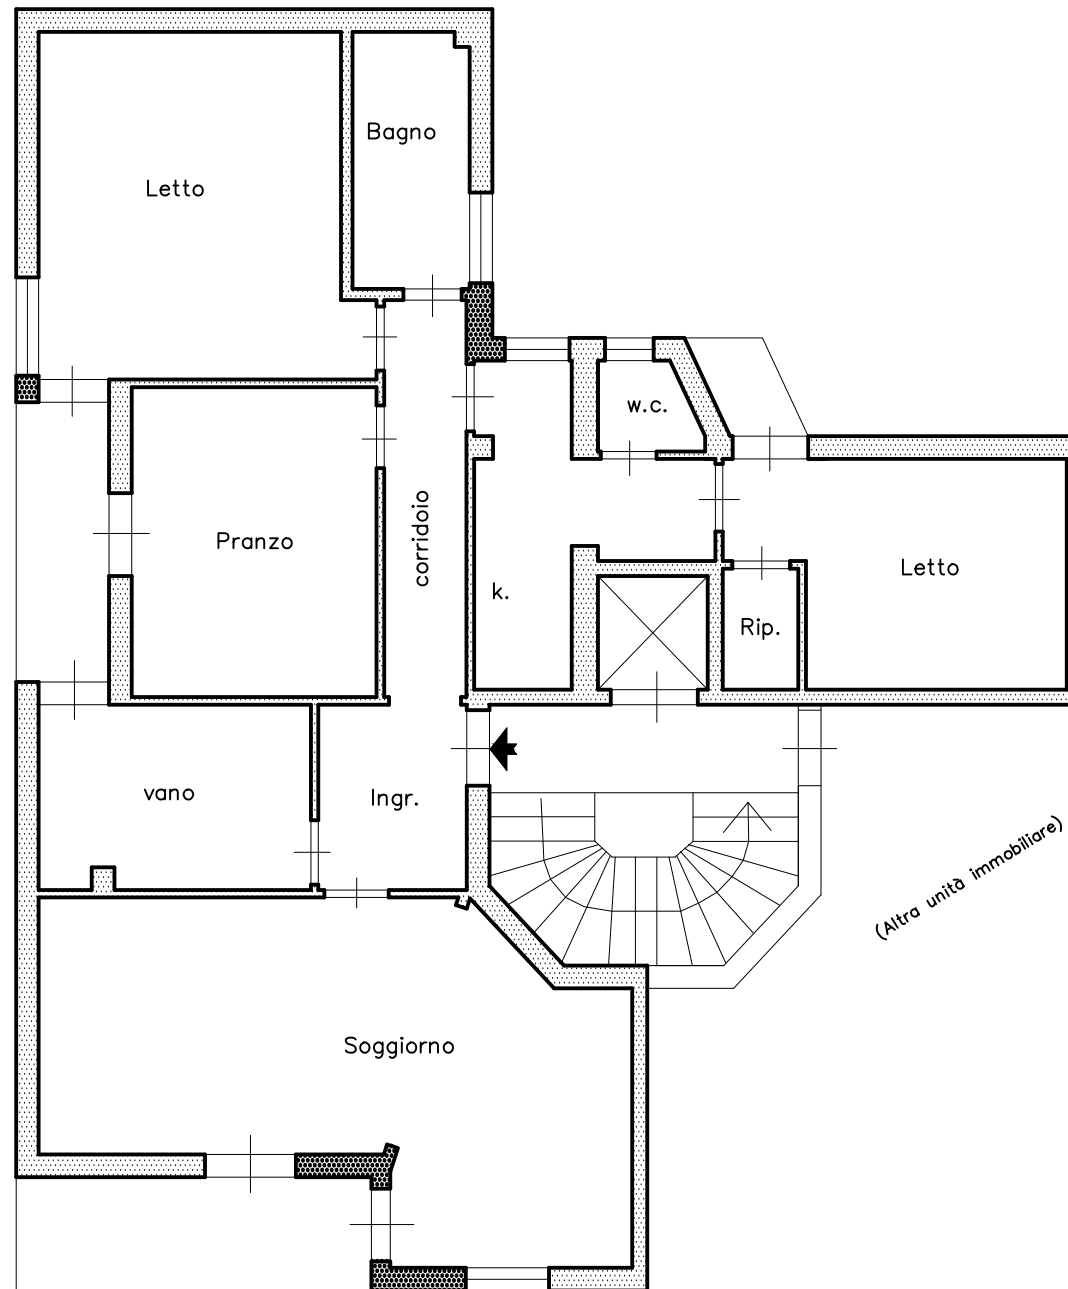 Bagno
Letto
w.c.
corridoio
Pranzo
Letto
k.
Rip.
vano
Ingr.
(Altra unità immobiliare)
Soggiorno